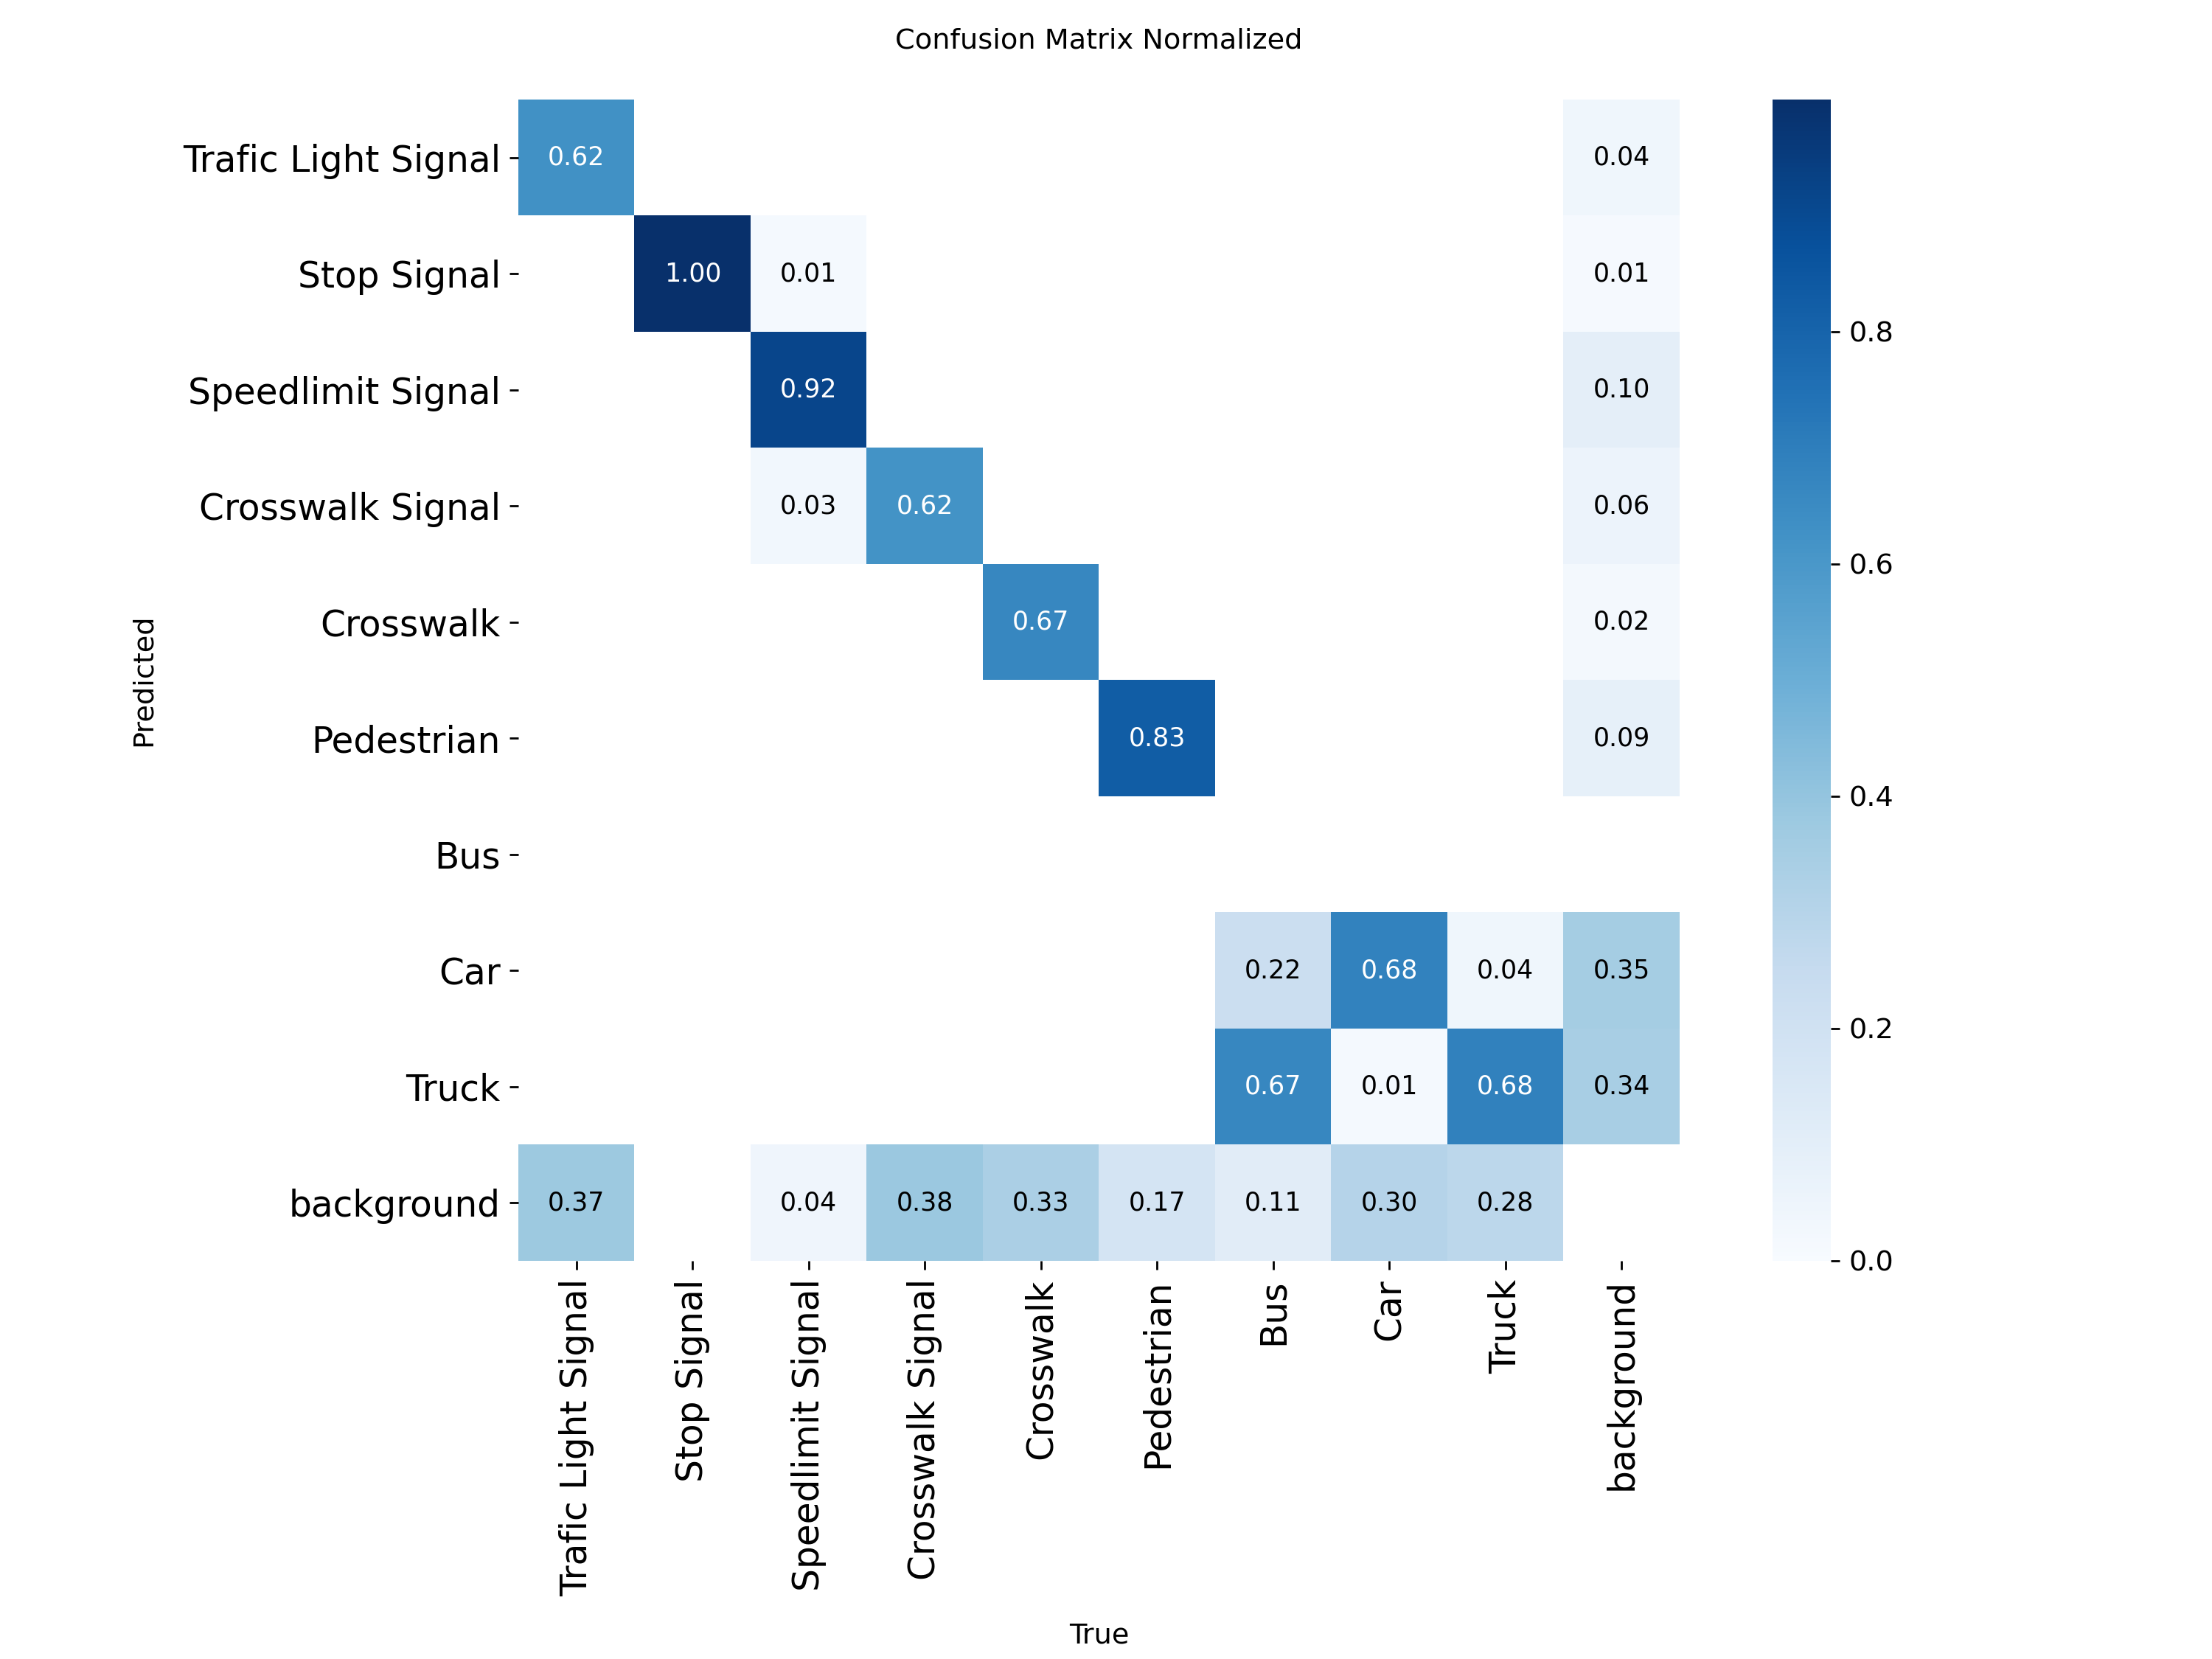 Confusion Matrix Normalized
Trafic Light Signal 0.62 0.04
Stop Signal 1.00 0.01 0.01
Speedlimit Signal 0.92 0.10 0.8
Crosswalk Signal 0.03 0.62 0.06
0.6
Crosswalk 0.67 0.02
Predicted
Pedestrian 0.83 0.09
0.4
Bus
Car 0.22 0.68 0.04 0.35
0.2
Truck 0.67 0.01 0.68 0.34
background 0.37 0.04 0.38 0.33 0.17 0.11 0.30 0.28
0.0
Trafic Light Signal
Stop Signal
Speedlimit Signal
Crosswalk Signal
Crosswalk
Pedestrian
Bus
Car
Truck
background
True